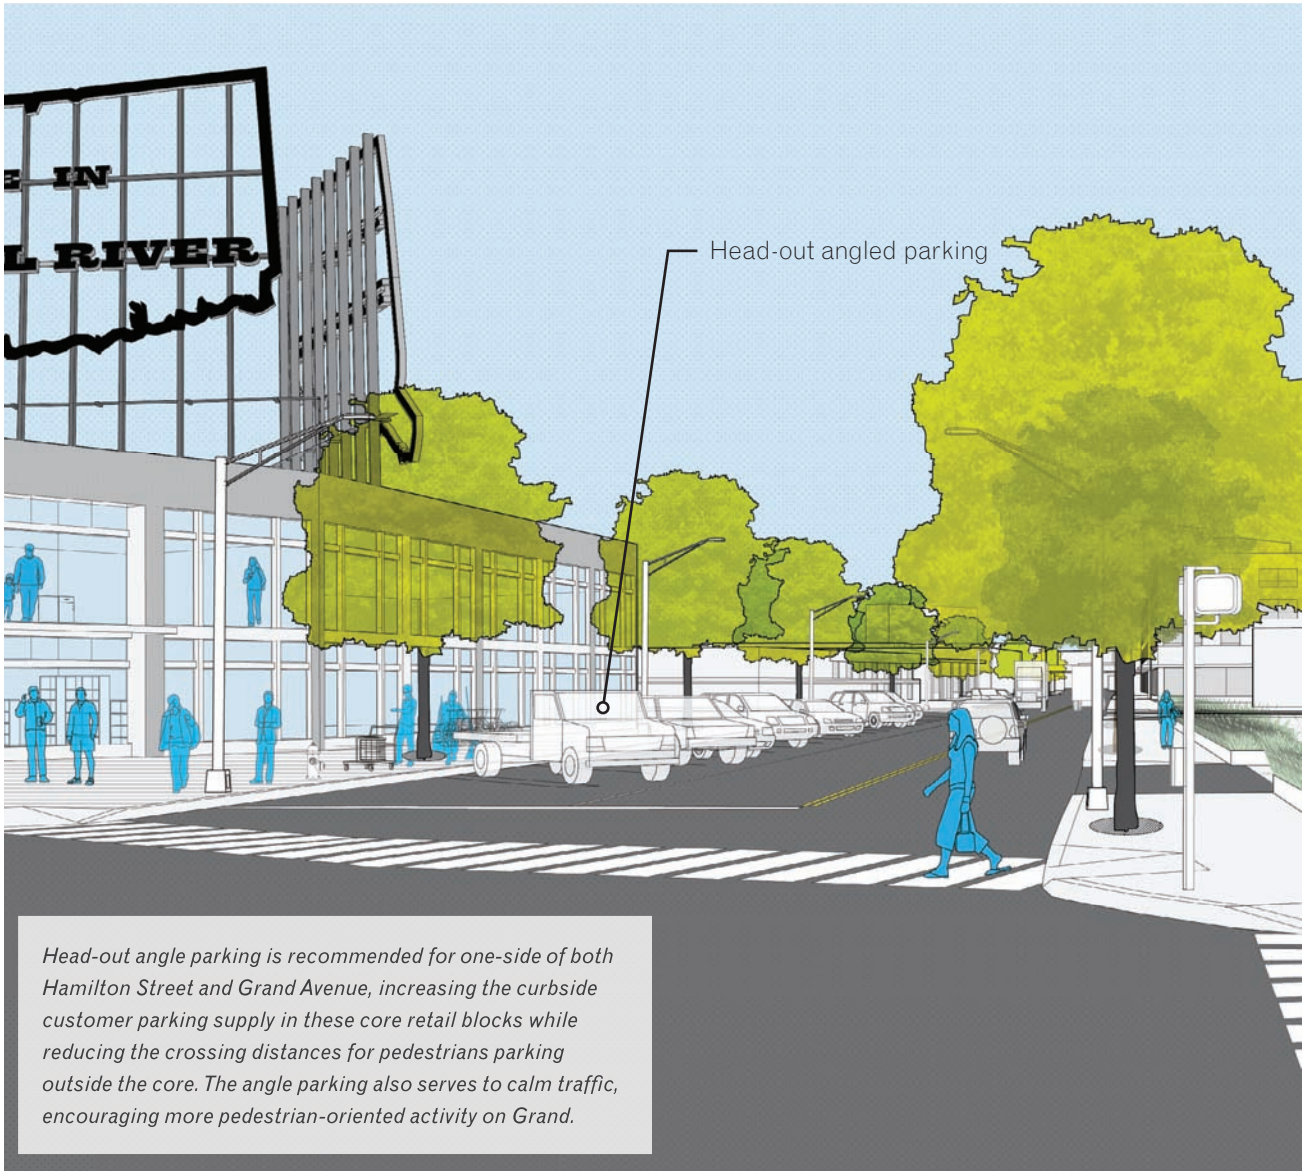 IN
RIVER
Head-out angled parking
Head-out angle parking is recommended for one-side of both
Hamilton Street and Grand Avenue, increasing the curbside
customer parking supply in these core retail blocks while
reducing the crossing distances for pedestrians parking
outside the core. The angle parking also serves to calm traffic,
encouraging more pedestrian-oriented activity on Grand.